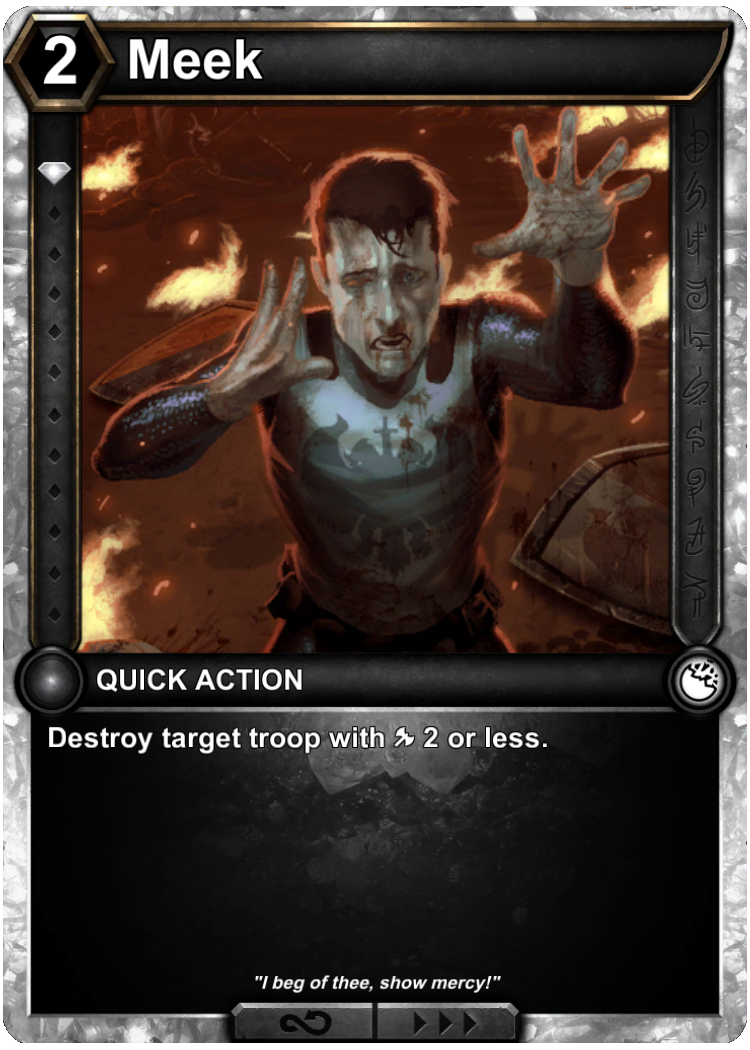 2 Meek
QUICK ACTION
Destroy target troop with 2 or less.
"I beg of thee, show mercy!"